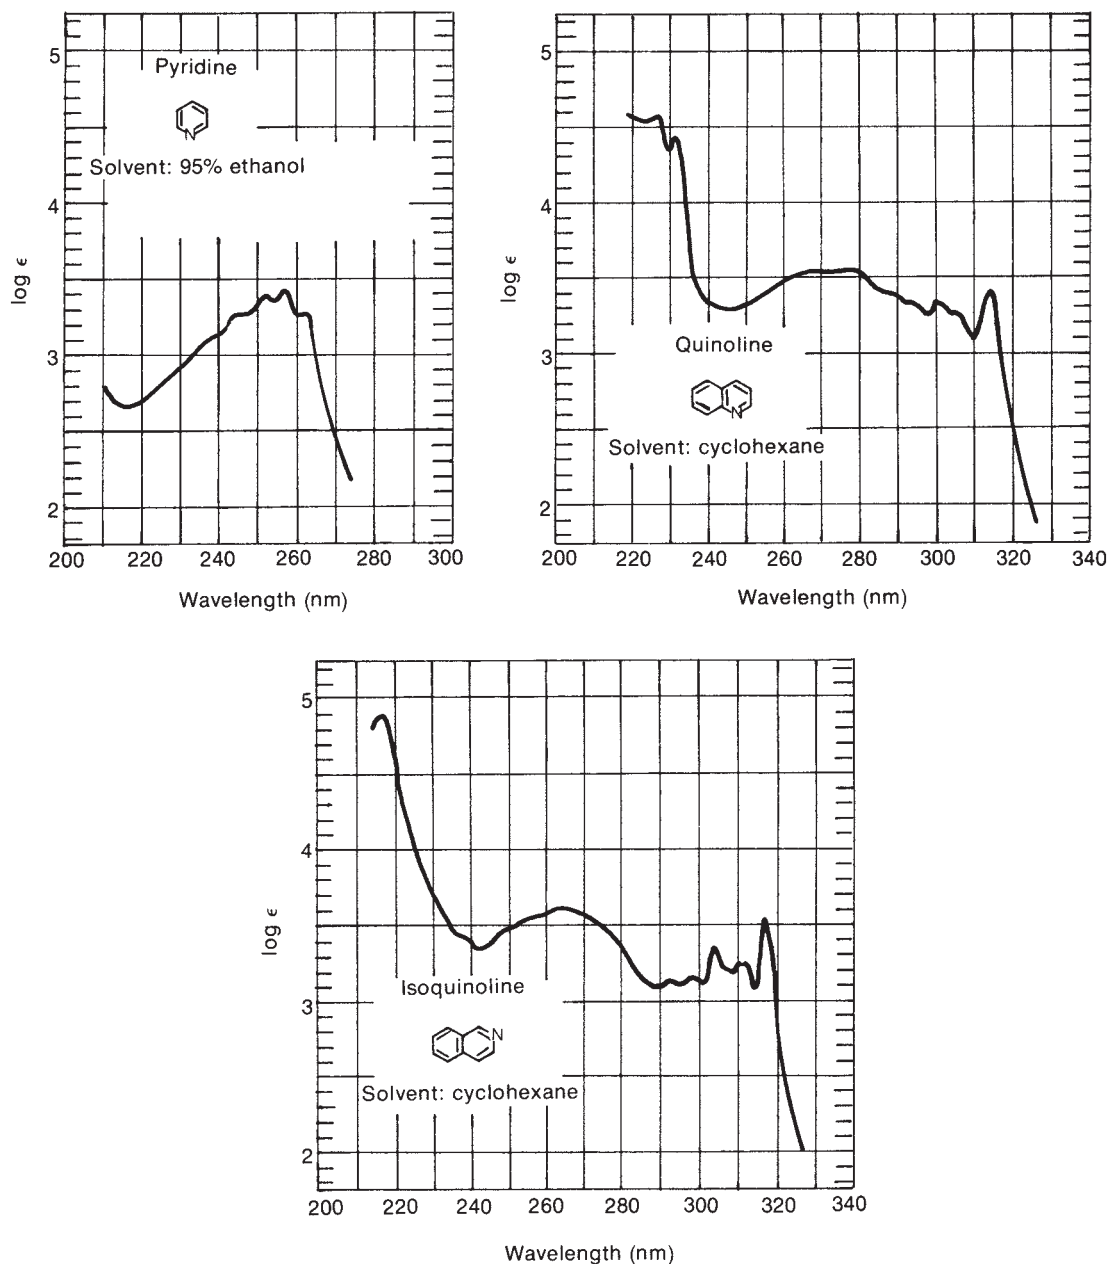 5
Pyridine
N
Solvent: 95% ethanol
4
log ϵ
3
2
200 220 240 260 280 300
Wavelength (nm)
5
4
log ϵ
Quinoline
3
N
Solvent: cyclohexane
2
200 220 240 260 280 300 320 340
Wavelength (nm)
5
4
log ϵ
Isoquinoline
3
N
Solvent: cyclohexane
2
200 220 240 260 280 300 320 340
Wavelength (nm)